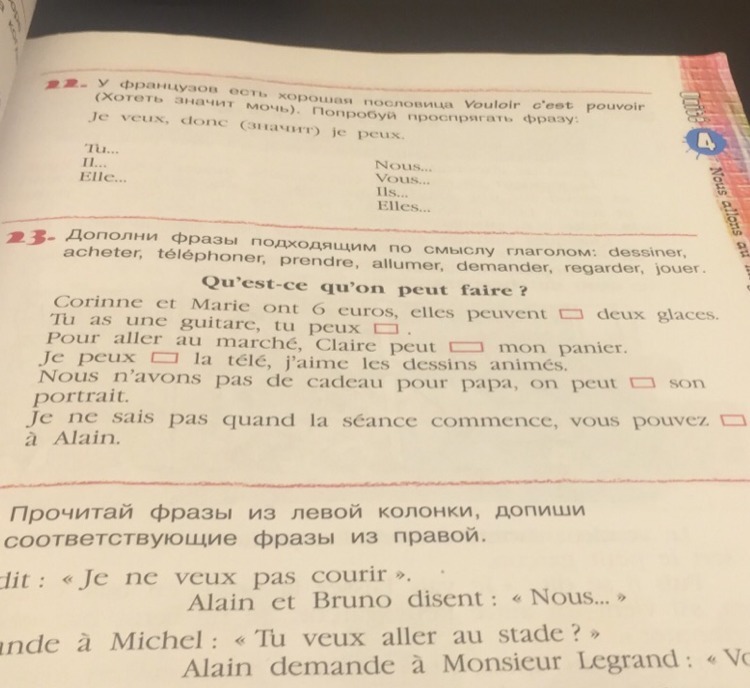 22. У французов есть хорошая пословица Vouloir c'est pouvoir
(Хотеть значит мочь). Попробуй проспрягать фразу:
Je veux, donc (значит) je peux.
Tu...
Il...
Elle...
Nous...
Vous...
Ils...
Elles...
23. Дополни фразы подходящим по смыслу глаголом: dessiner,
acheter, téléphoner, prendre, allumer, demander, regarder, jouer.
Qu'est-ce qu'on peut faire ?
Corinne et Marie ont 6 euros, elles peuvent ▭ deux glaces.
Tu as une guitare, tu peux ▭ .
Pour aller au marché, Claire peut ▭ mon panier.
Je peux ▭ la télé, j'aime les dessins animés.
Nous n'avons pas de cadeau pour papa, on peut ▭ son
portrait.
Je ne sais pas quand la séance commence, vous pouvez ▭
à Alain.
Прочитай фразы из левой колонки, допиши
соответствующие фразы из правой.
dit : « Je ne veux pas courir ».
Alain et Bruno disent : « Nous... »
ande à Michel : « Tu veux aller au stade ? »
Alain demande à Monsieur Legrand : « Vo
Unité 4
Nous allons au